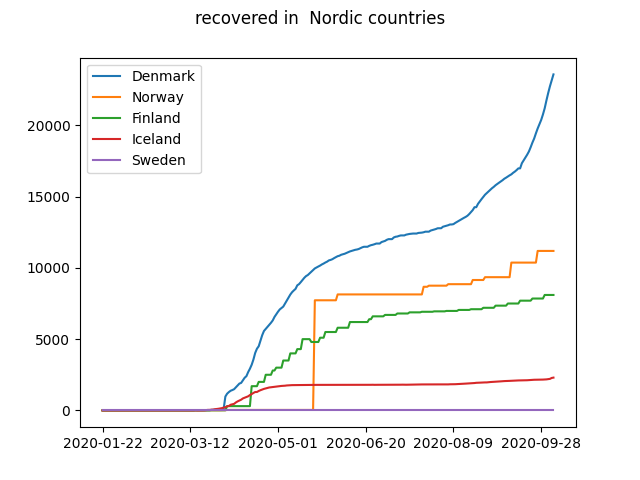 recovered in  Nordic countries
Denmark
Norway
Finland
Iceland
Sweden
20000
15000
10000
5000
0
2020-01-22 2020-03-12 2020-05-01 2020-06-20 2020-08-09 2020-09-28